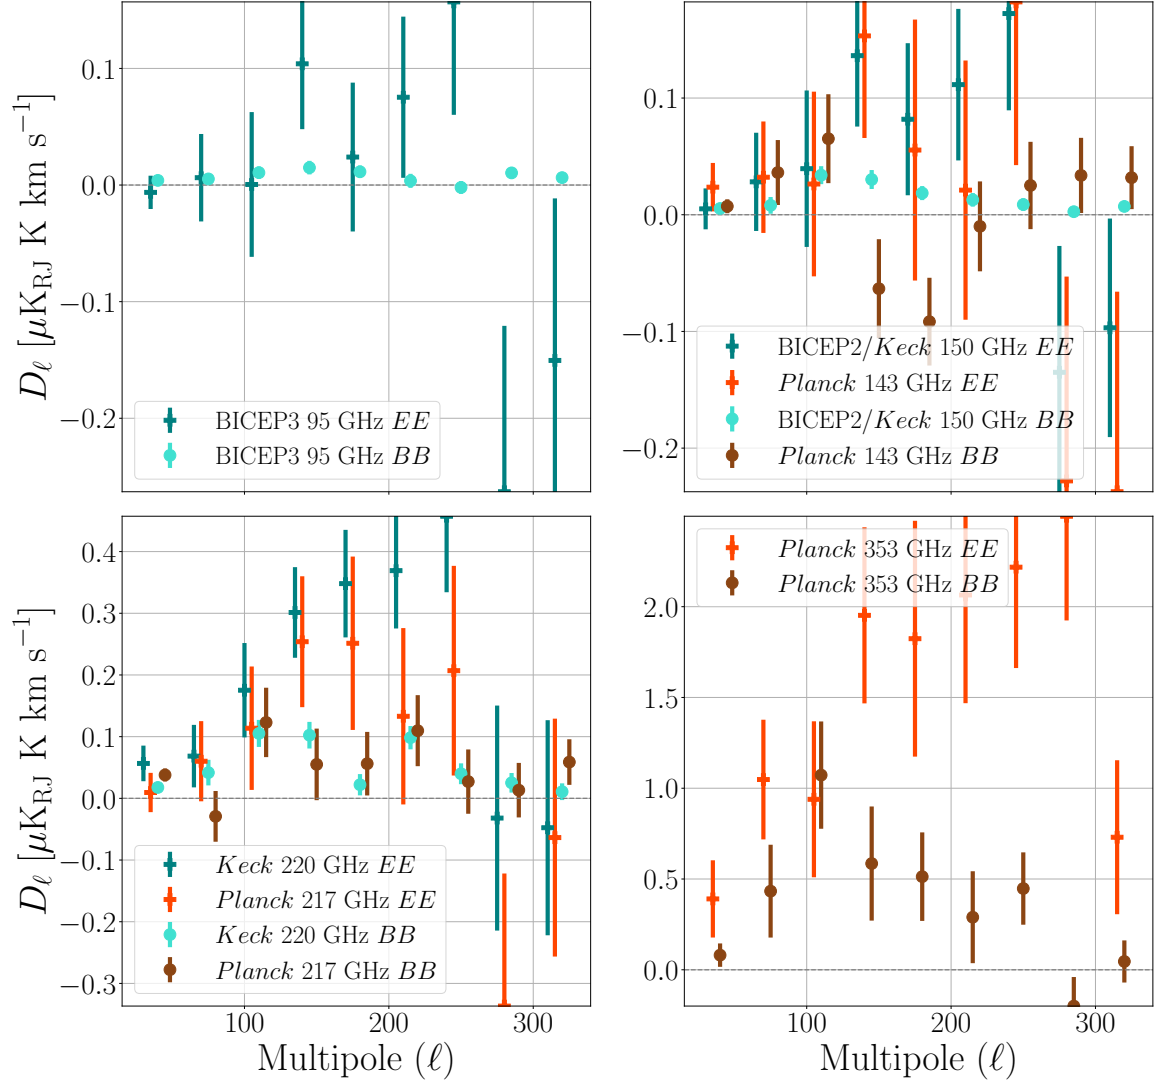 D_ℓ [μK_RJ K km s⁻¹]
0.1
0.0
−0.1
−0.2
BICEP3 95 GHz EE
BICEP3 95 GHz BB
0.1
0.0
−0.1
−0.2
BICEP2/Keck 150 GHz EE
Planck 143 GHz EE
BICEP2/Keck 150 GHz BB
Planck 143 GHz BB
D_ℓ [μK_RJ K km s⁻¹]
0.4
0.3
0.2
0.1
0.0
−0.1
−0.2
−0.3
Keck 220 GHz EE
Planck 217 GHz EE
Keck 220 GHz BB
Planck 217 GHz BB
100 200 300
Multipole (ℓ)
Planck 353 GHz EE
Planck 353 GHz BB
2.0
1.5
1.0
0.5
0.0
100 200 300
Multipole (ℓ)